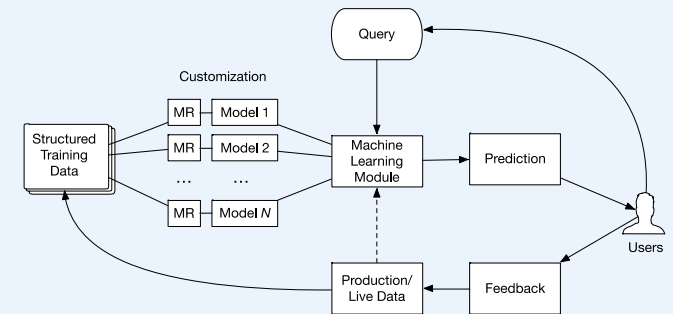 Query
Customization
MR
Model 1
Structured
Training
Data
MR
Model 2
Machine
Learning
Module
Prediction
...
...
MR
Model N
Users
Production/
Live Data
Feedback